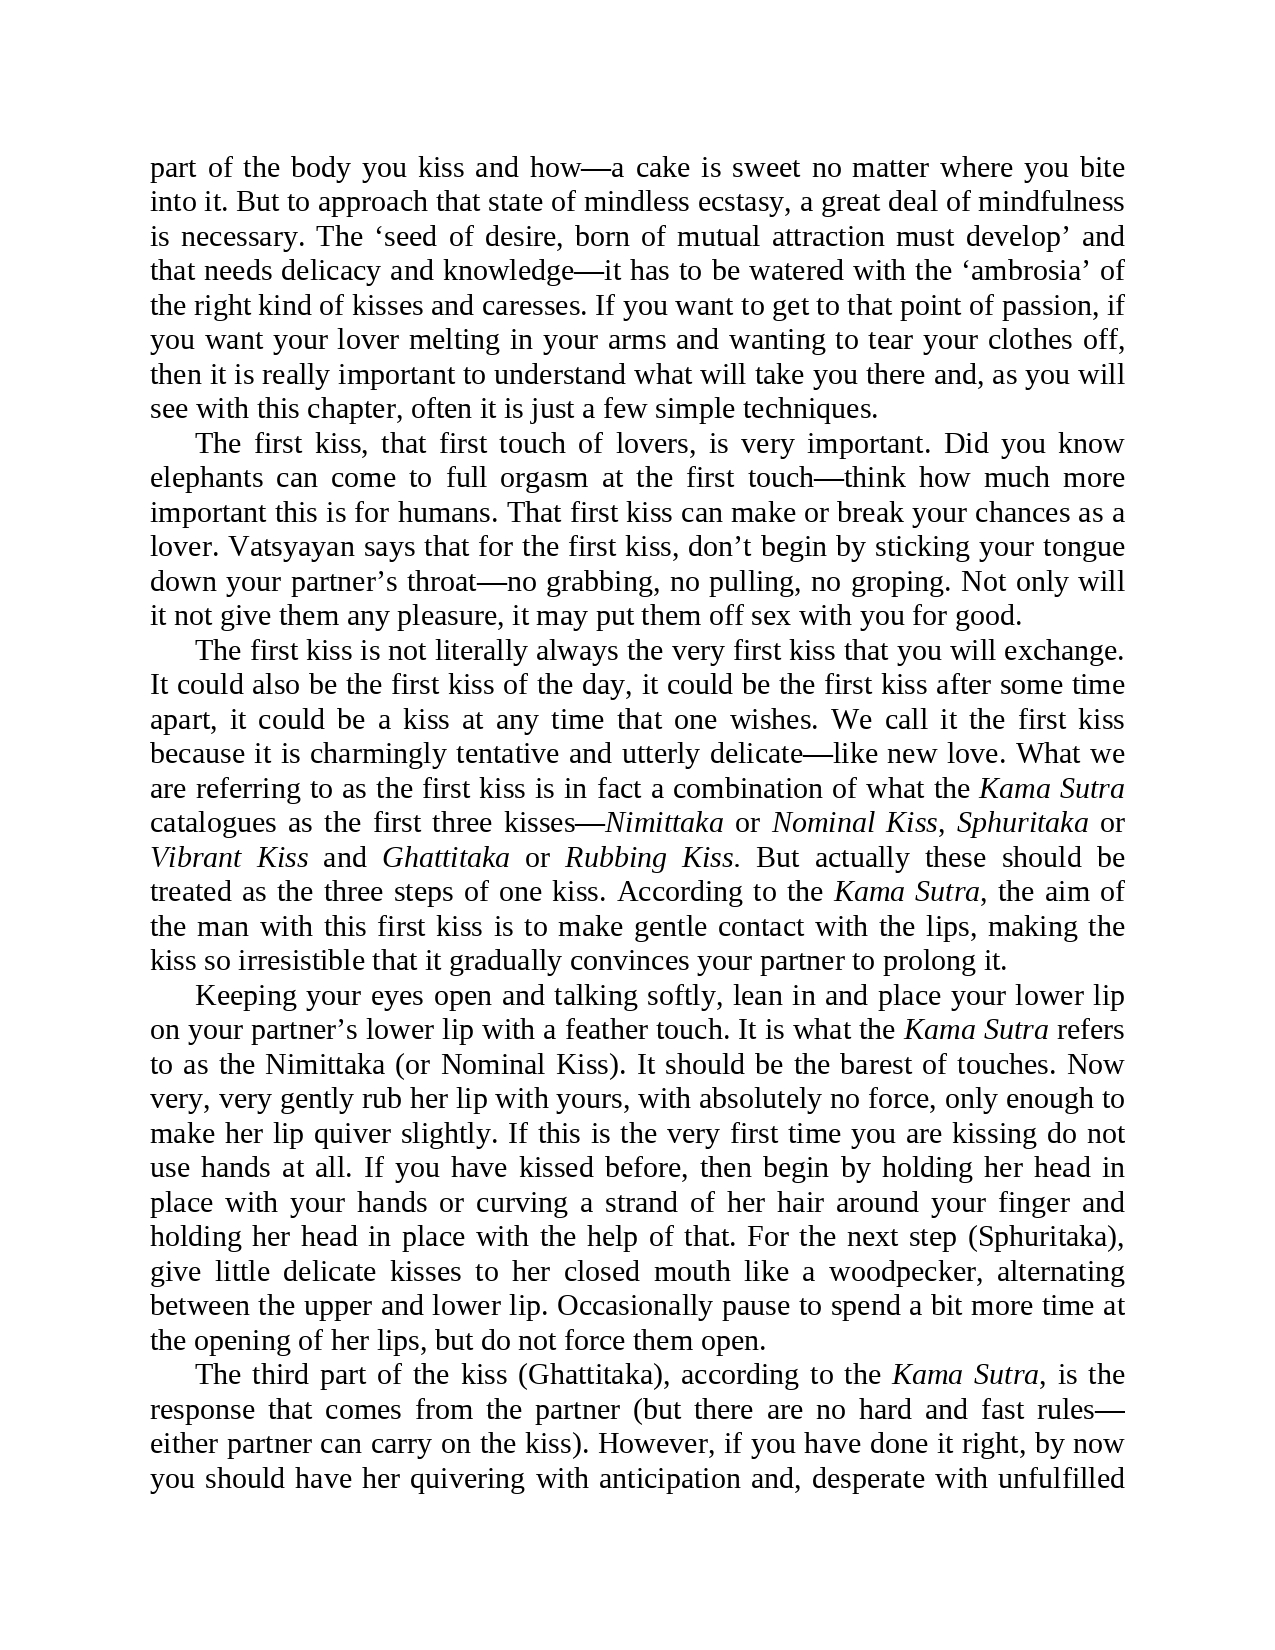 part of the body you kiss and how—a cake is sweet no matter where you bite
into it. But to approach that state of mindless ecstasy, a great deal of mindfulness
is necessary. The ‘seed of desire, born of mutual attraction must develop’ and
that needs delicacy and knowledge—it has to be watered with the ‘ambrosia’ of
the right kind of kisses and caresses. If you want to get to that point of passion, if
you want your lover melting in your arms and wanting to tear your clothes off,
then it is really important to understand what will take you there and, as you will
see with this chapter, often it is just a few simple techniques.
The first kiss, that first touch of lovers, is very important. Did you know
elephants can come to full orgasm at the first touch—think how much more
important this is for humans. That first kiss can make or break your chances as a
lover. Vatsyayan says that for the first kiss, don’t begin by sticking your tongue
down your partner’s throat—no grabbing, no pulling, no groping. Not only will
it not give them any pleasure, it may put them off sex with you for good.
The first kiss is not literally always the very first kiss that you will exchange.
It could also be the first kiss of the day, it could be the first kiss after some time
apart, it could be a kiss at any time that one wishes. We call it the first kiss
because it is charmingly tentative and utterly delicate—like new love. What we
are referring to as the first kiss is in fact a combination of what the Kama Sutra
catalogues as the first three kisses—Nimittaka or Nominal Kiss, Sphuritaka or
Vibrant Kiss and Ghattitaka or Rubbing Kiss. But actually these should be
treated as the three steps of one kiss. According to the Kama Sutra, the aim of
the man with this first kiss is to make gentle contact with the lips, making the
kiss so irresistible that it gradually convinces your partner to prolong it.
Keeping your eyes open and talking softly, lean in and place your lower lip
on your partner’s lower lip with a feather touch. It is what the Kama Sutra refers
to as the Nimittaka (or Nominal Kiss). It should be the barest of touches. Now
very, very gently rub her lip with yours, with absolutely no force, only enough to
make her lip quiver slightly. If this is the very first time you are kissing do not
use hands at all. If you have kissed before, then begin by holding her head in
place with your hands or curving a strand of her hair around your finger and
holding her head in place with the help of that. For the next step (Sphuritaka),
give little delicate kisses to her closed mouth like a woodpecker, alternating
between the upper and lower lip. Occasionally pause to spend a bit more time at
the opening of her lips, but do not force them open.
The third part of the kiss (Ghattitaka), according to the Kama Sutra, is the
response that comes from the partner (but there are no hard and fast rules—
either partner can carry on the kiss). However, if you have done it right, by now
you should have her quivering with anticipation and, desperate with unfulfilled